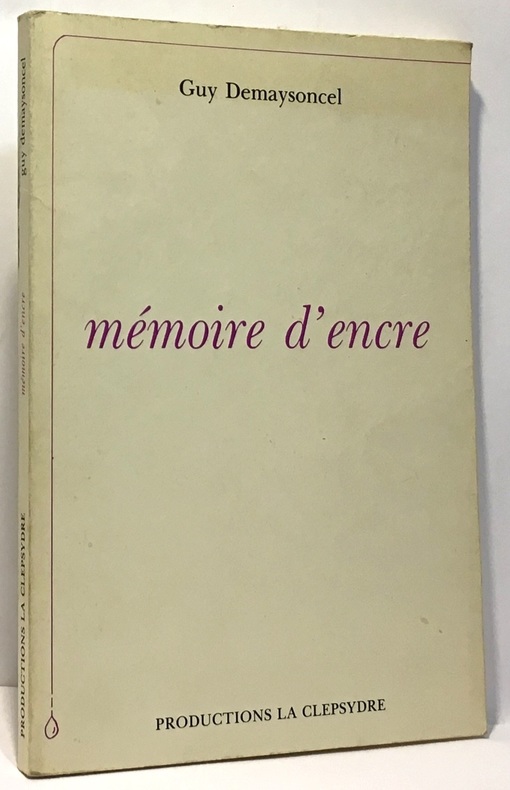 Guy Demaysoncel
mémoire d'encre
PRODUCTIONS LA CLEPSYDRE
guy demaysoncel
mémoire d'encre
PRODUCTIONS LA CLEPSYDRE